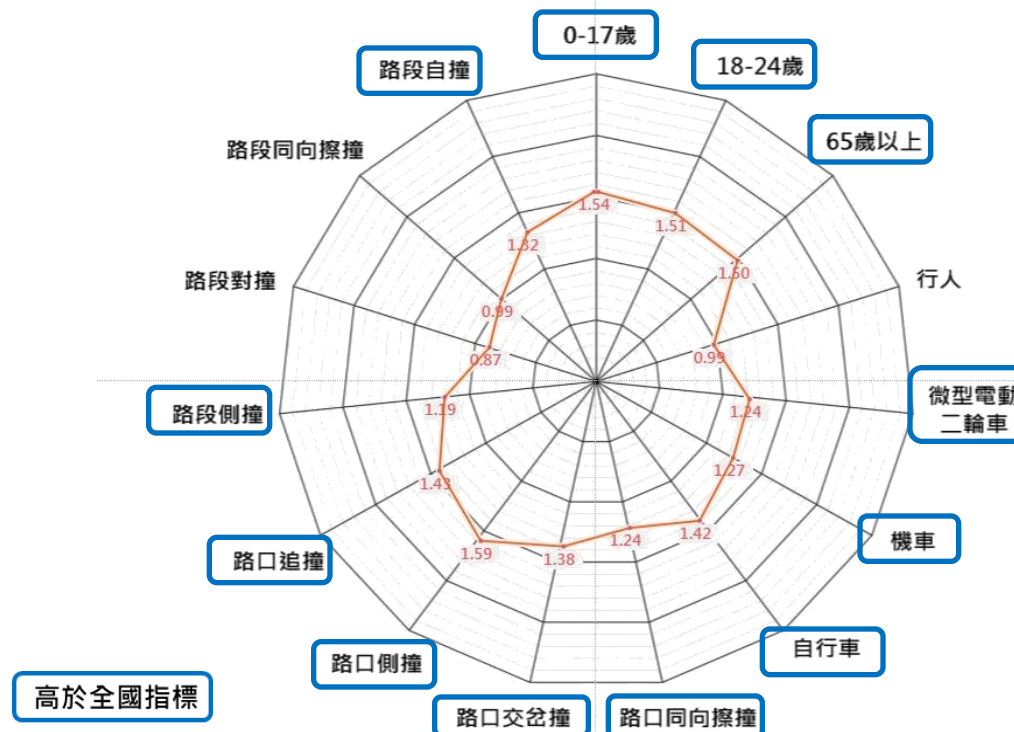 0-17歲
18-24歲
65歲以上
行人
微型電動
二輪車
機車
自行車
路口同向擦撞
路口交岔撞
路口側撞
路口追撞
路段側撞
路段對撞
路段同向擦撞
路段自撞
1.54
1.51
1.50
0.99
1.24
1.27
1.42
1.24
1.38
1.59
1.43
1.19
0.87
0.99
1.32
高於全國指標